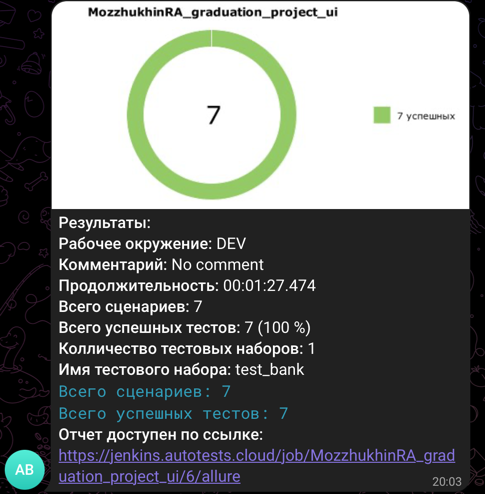 MozzhukhinRA_graduation_project_ui
7
7 успешных
Результаты:
Рабочее окружение: DEV
Комментарий: No comment
Продолжительность: 00:01:27.474
Всего сценариев: 7
Всего успешных тестов: 7 (100 %)
Колличество тестовых наборов: 1
Имя тестового набора: test_bank
Всего сценариев: 7
Всего успешных тестов: 7
Отчет доступен по ссылке:
https://jenkins.autotests.cloud/job/MozzhukhinRA_grad
uation_project_ui/6/allure
AB
20:03